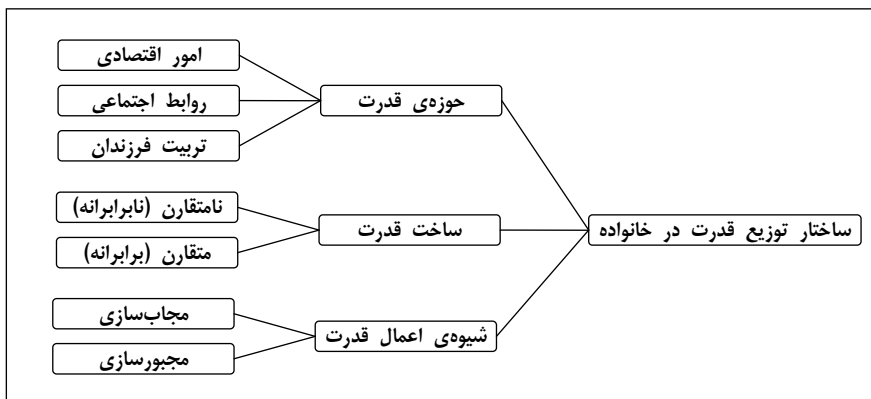 ساختار توزیع قدرت در خانواده
حوزه‌ی قدرت
امور اقتصادی
روابط اجتماعی
تربیت فرزندان
ساخت قدرت
نامتقارن (نابرابرانه)
متقارن (برابرانه)
شیوه‌ی اعمال قدرت
مجاب‌سازی
مجبورسازی